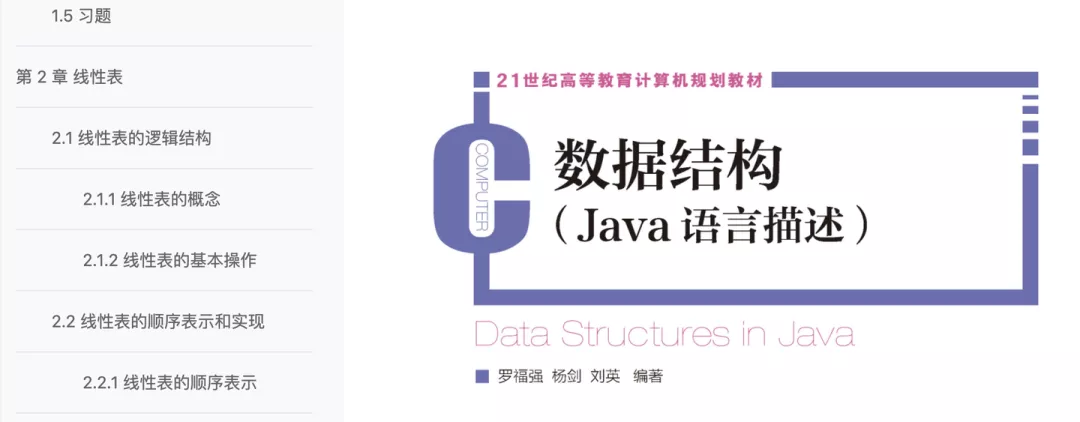 1.5 习题
第 2 章 线性表
2.1 线性表的逻辑结构
2.1.1 线性表的概念
2.1.2 线性表的基本操作
2.2 线性表的顺序表示和实现
2.2.1 线性表的顺序表示
21世纪高等教育计算机规划教材
COMPUTER
数据结构
（Java 语言描述）
Data Structures in Java
罗福强 杨剑 刘英 编著